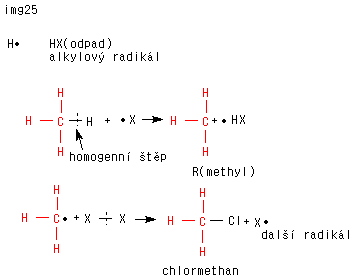 img25
H• HX(odpad)
alkylový radikál
H
H C H + •X H C + •HX
H H
homogenní štěp
R(methyl)
H H
H C • + X X H C Cl + X•
H H
další radikál
chlormethan